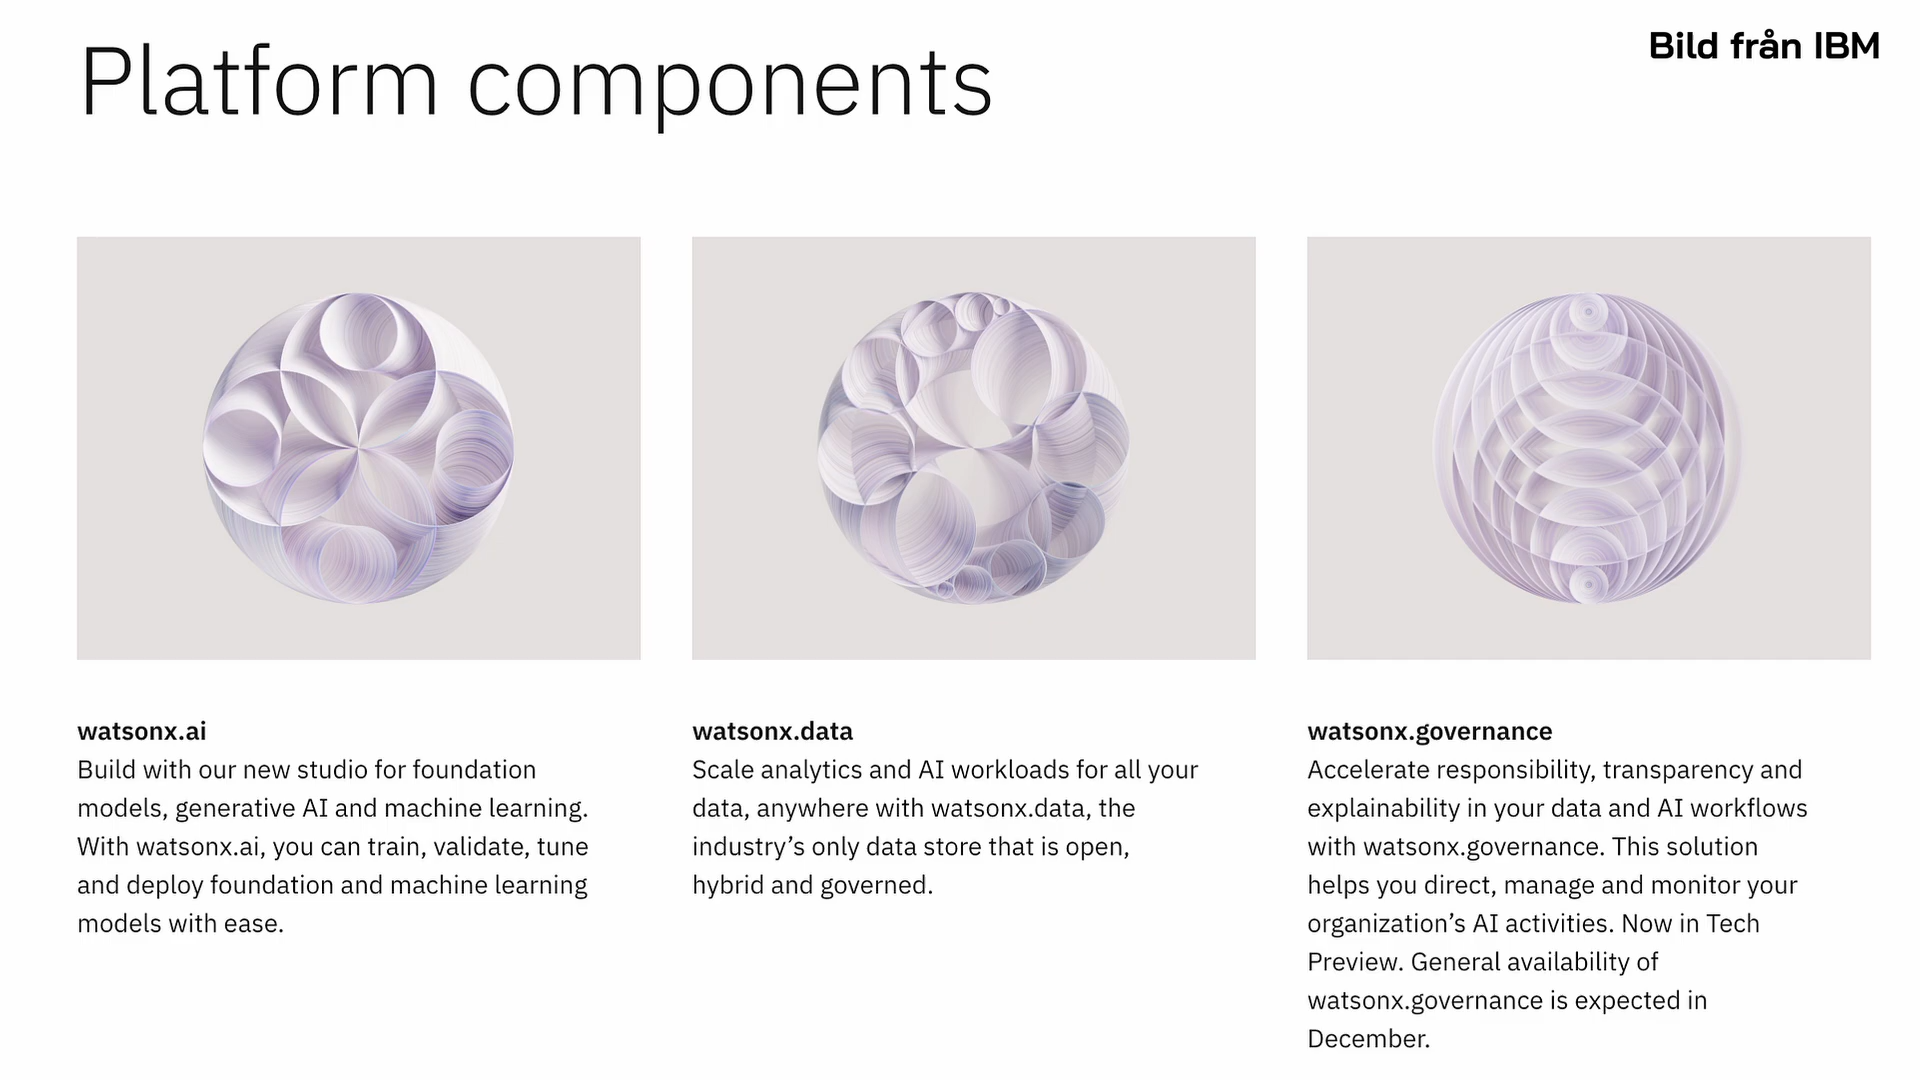 Platform components
Bild från IBM
watsonx.ai
Build with our new studio for foundation
models, generative AI and machine learning.
With watsonx.ai, you can train, validate, tune
and deploy foundation and machine learning
models with ease.
watsonx.data
Scale analytics and AI workloads for all your
data, anywhere with watsonx.data, the
industry’s only data store that is open,
hybrid and governed.
watsonx.governance
Accelerate responsibility, transparency and
explainability in your data and AI workflows
with watsonx.governance. This solution
helps you direct, manage and monitor your
organization’s AI activities. Now in Tech
Preview. General availability of
watsonx.governance is expected in
December.